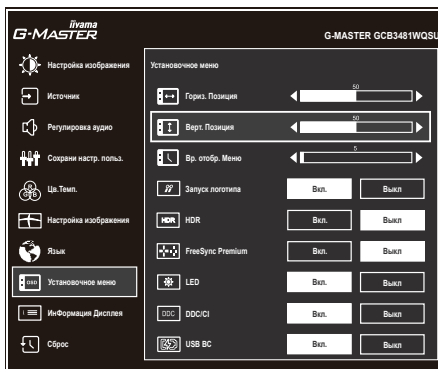 iiyama
G-MASTER
G-MASTER GCB3481WQSU
Настройка изображения
Источник
Регулировка аудио
Сохрани настр. польз.
R
G B
Цв.Темп.
Настройка изображения
Язык
OSD
Установочное меню
i
ИнФормация Дисплея
Сброс
Установочное меню
Гориз. Позиция
50
Верт. Позиция
50
Вр. отобр. Меню
5
Запуск логотипа
Вкл.
Выкл
HDR
HDR
Вкл.
Выкл
FreeSync Premium
Вкл.
Выкл
LED
Вкл.
Выкл
DDC
DDC/CI
Вкл.
Выкл
USB BC
Вкл.
Выкл